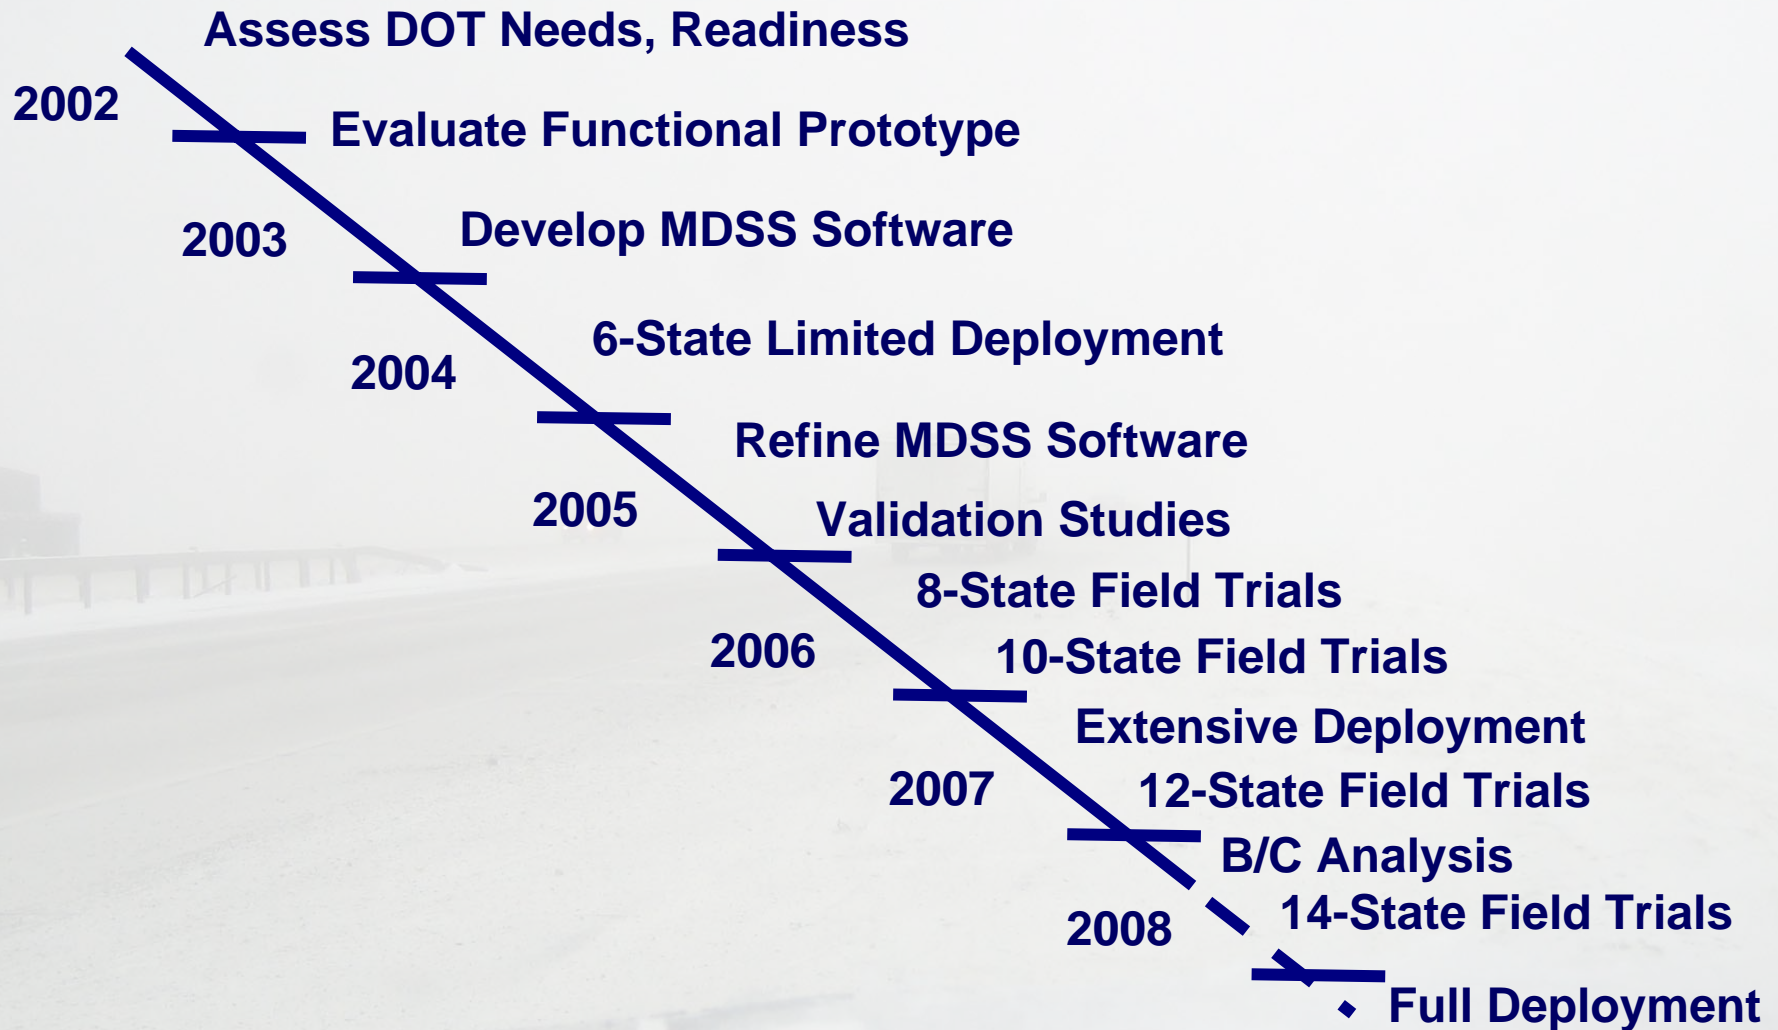 Assess DOT Needs, Readiness
2002
Evaluate Functional Prototype
2003
Develop MDSS Software
6-State Limited Deployment
2004
Refine MDSS Software
2005
Validation Studies
8-State Field Trials
2006
10-State Field Trials
Extensive Deployment
2007
12-State Field Trials
B/C Analysis
14-State Field Trials
2008
Full Deployment